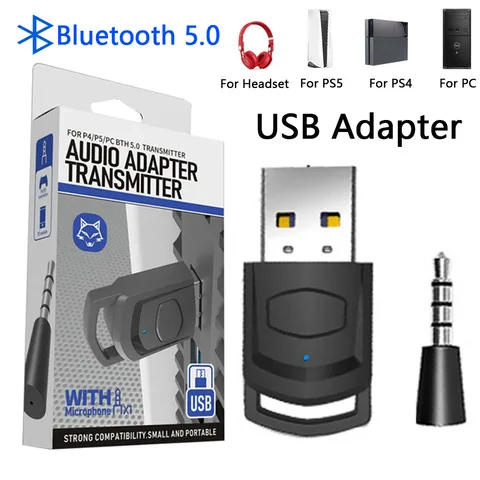 Bluetooth 5.0
For Headset
For PS5
For PS4
For PC
USB Adapter
FOR P4/P5/PC BTH 5.0 TRANSMITTER
AUDIO ADAPTER
TRANSMITTER
WITH
Microphone
X1
USB
STRONG COMPATIBILITY.SMALL AND PORTABLE